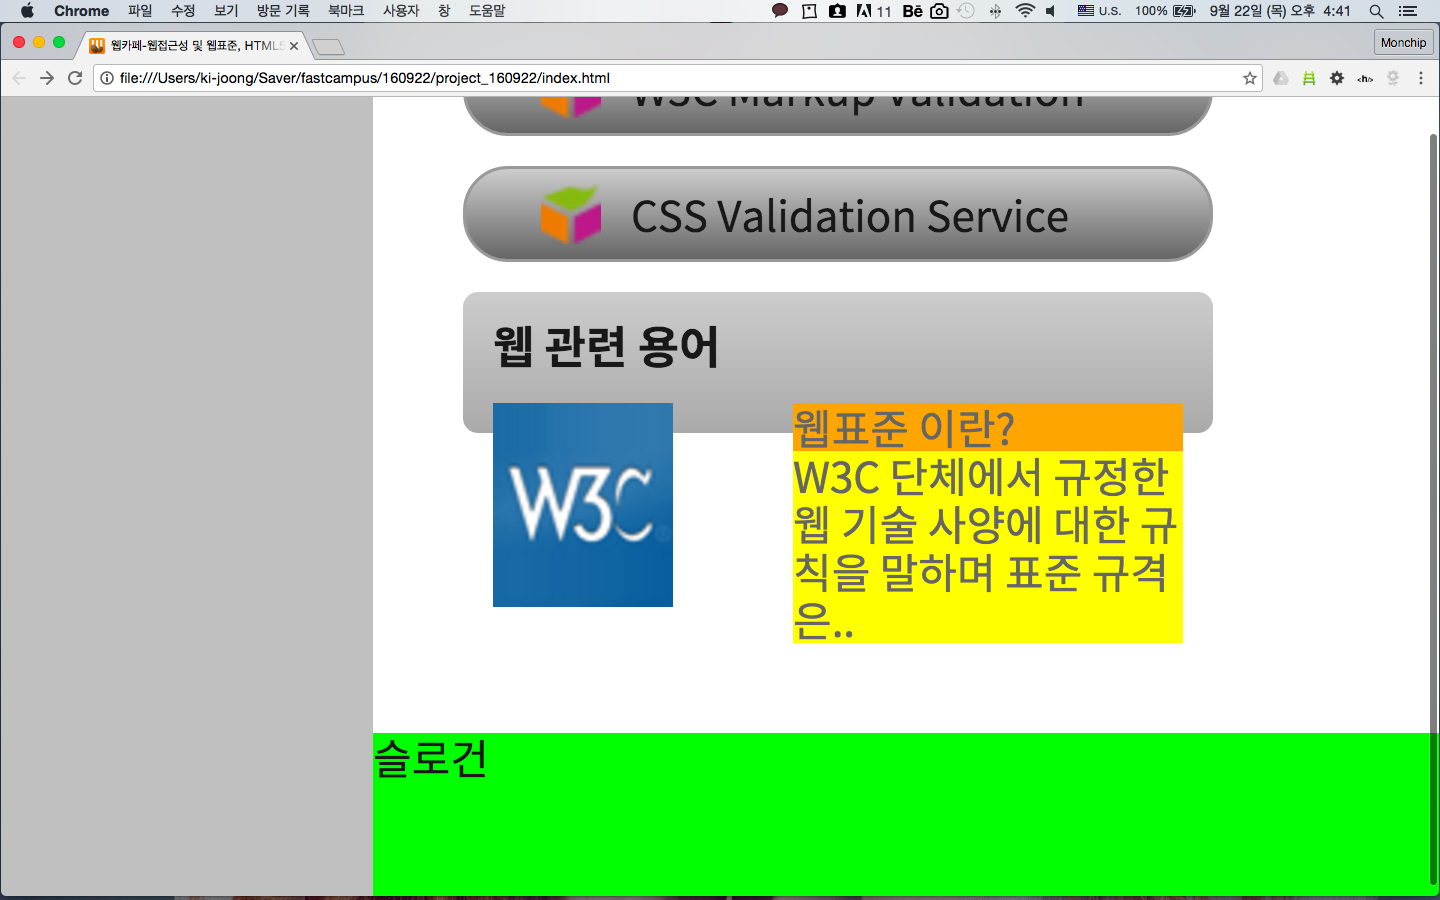 Chrome 파일 수정 보기 방문 기록 북마크 사용자 창 도움말 11 Bē U.S. 100% 9월 22일 (목) 오후 4:41
웹카페-웹접근성 및 웹표준, HTML5
Monchip
file:///Users/ki-joong/Saver/fastcampus/160922/project_160922/index.html
<h/>
W3C Markup Validation
CSS Validation Service
웹 관련 용어
W3C
웹표준 이란?
W3C 단체에서 규정한
웹 기술 사양에 대한 규
칙을 말하며 표준 규격
은..
슬로건